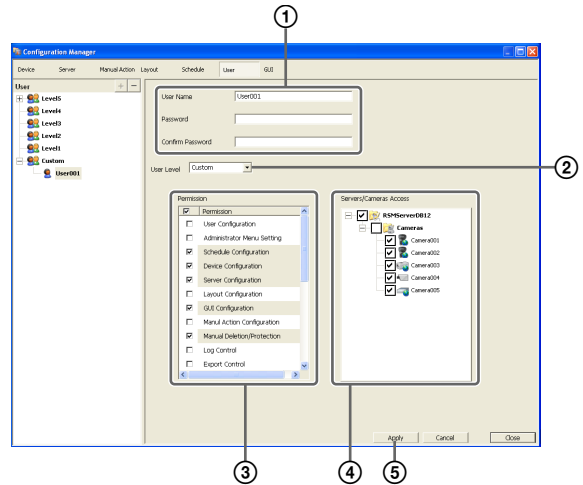 1
Configuration Manager
Device Server Manual Action Layout Schedule User GUI
User
Level5
Level4
Level3
Level2
Level1
Custom
User001
User Name User001
Password
Confirm Password
User Level Custom
2
Permission
Permission
User Configuration
Administrator Menu Setting
Schedule Configuration
Device Configuration
Server Configuration
Layout Configuration
GUI Configuration
Manul Action Configuration
Manual Deletion/Protection
Log Control
Export Control
Servers/Cameras Access
RSMServerDB12
Cameras
Camera001
Camera002
Camera003
Camera004
Camera005
Apply Cancel Close
3 4 5